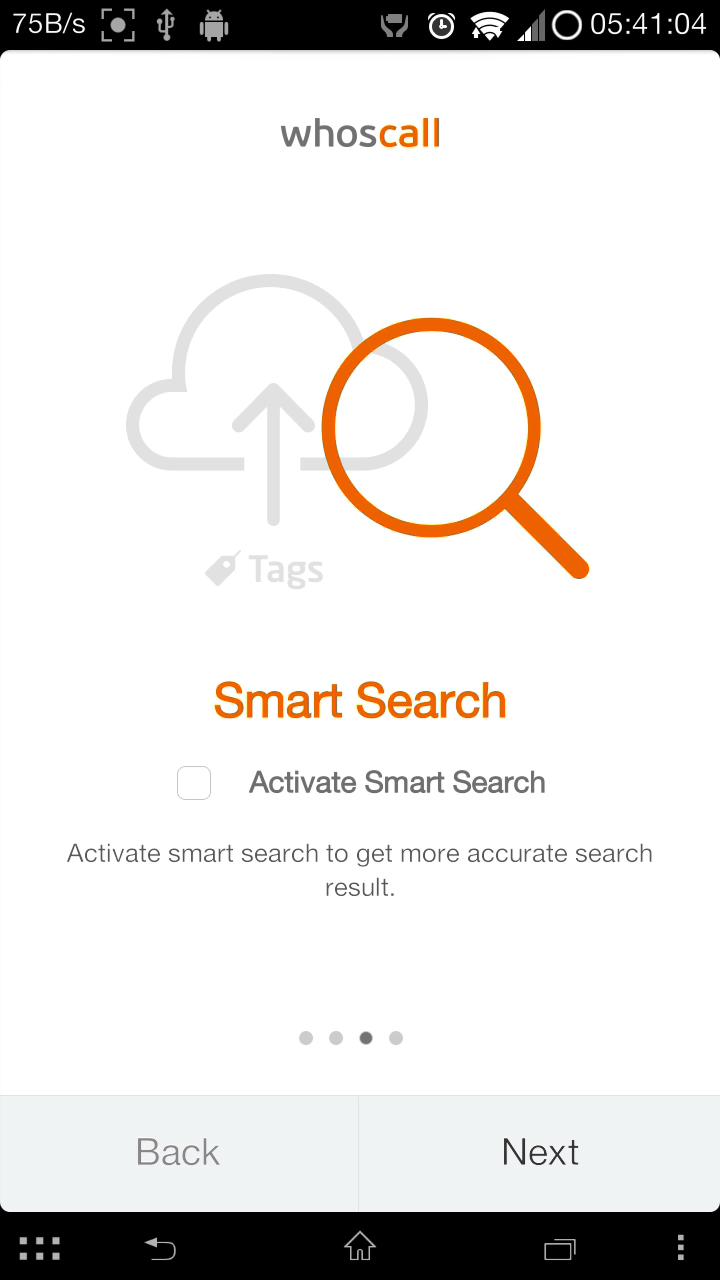 75B/s 05:41:04
whoscall
Tags
Smart Search
Activate Smart Search
Activate smart search to get more accurate search
result.
Back Next